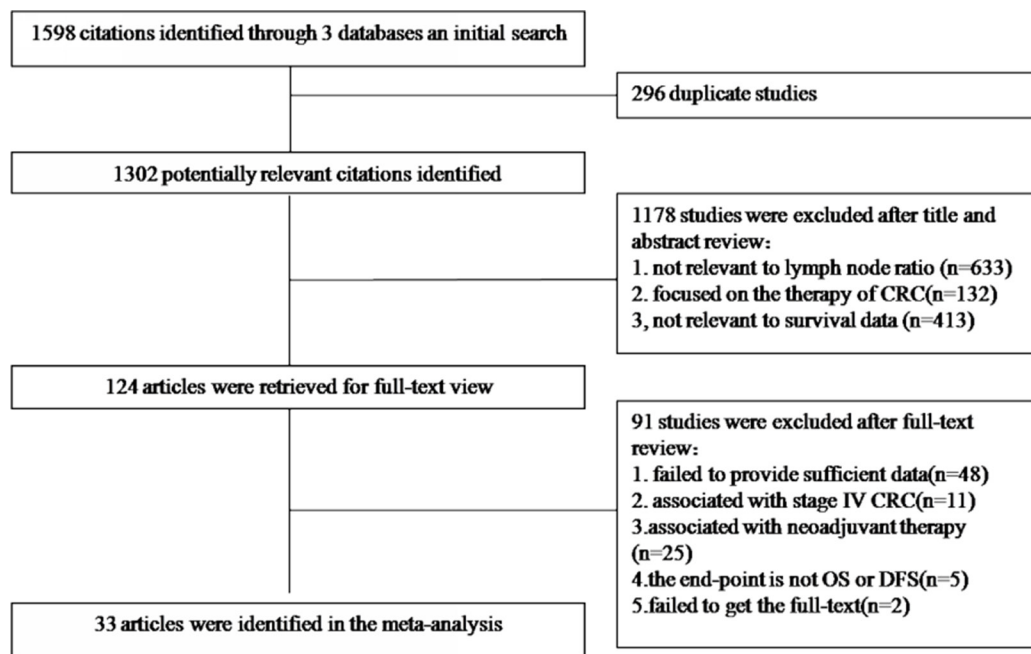 1598 citations identified through 3 databases an initial search
296 duplicate studies
1302 potentially relevant citations identified
1178 studies were excluded after title and
abstract review:
1. not relevant to lymph node ratio (n=633)
2. focused on the therapy of CRC(n=132)
3, not relevant to survival data (n=413)
124 articles were retrieved for full-text view
91 studies were excluded after full-text
review:
1. failed to provide sufficient data(n=48)
2. associated with stage IV CRC(n=11)
3.associated with neoadjuvant therapy
(n=25)
4.the end-point is not OS or DFS(n=5)
5.failed to get the full-text(n=2)
33 articles were identified in the meta-analysis